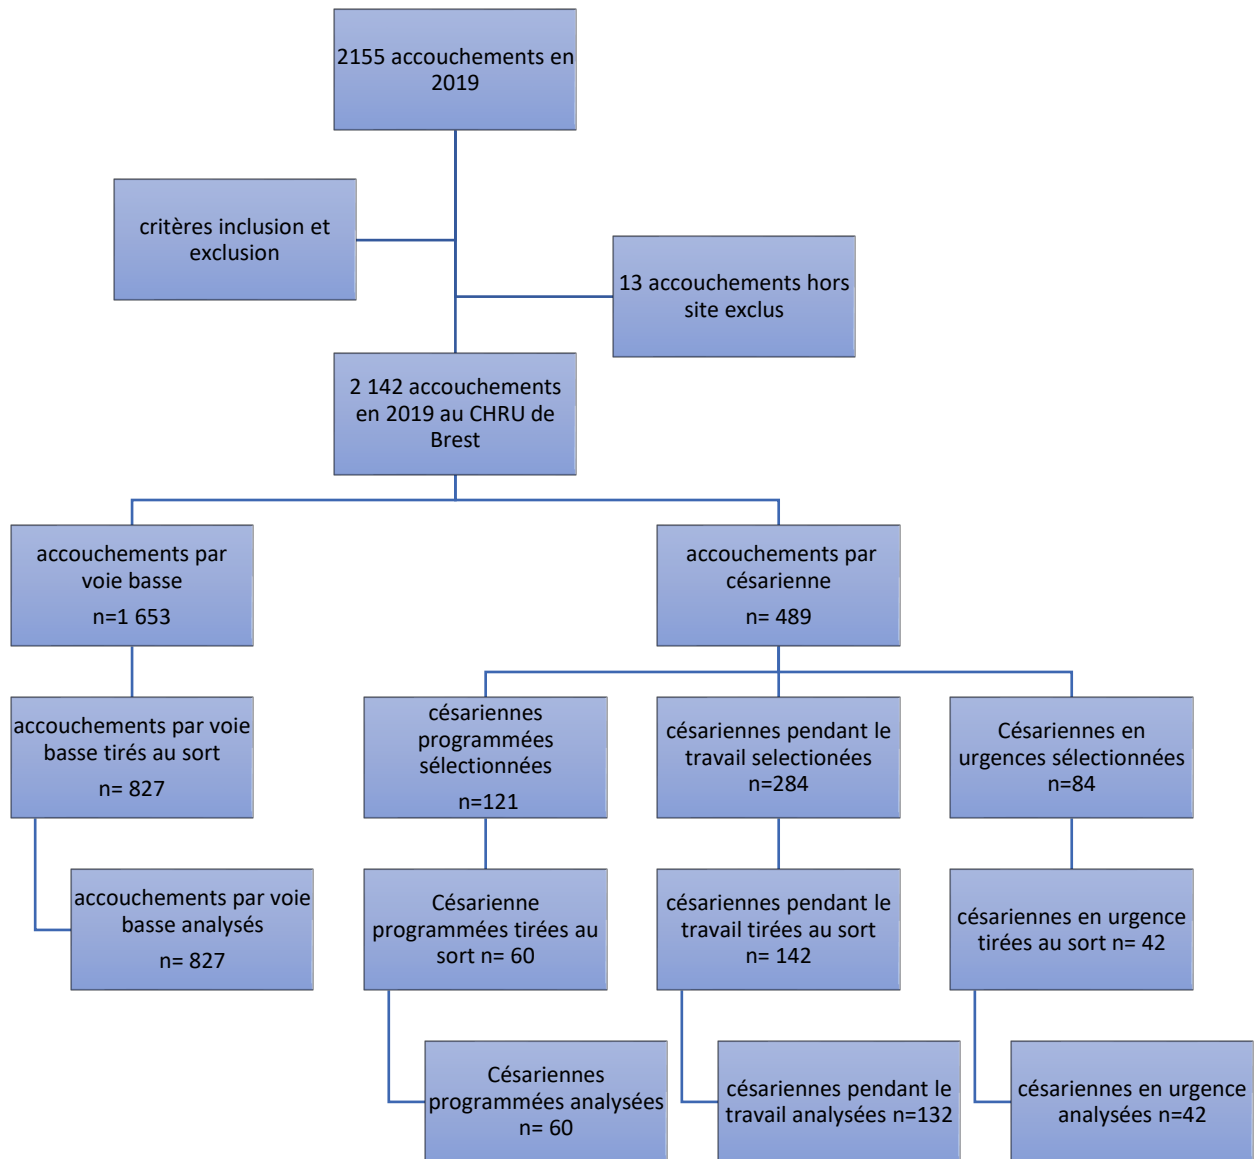 2155 accouchements en
2019
critères inclusion et
exclusion
13 accouchements hors
site exclus
2 142 accouchements
en 2019 au CHRU de
Brest
accouchements par
voie basse
n=1 653
accouchements par
césarienne
n= 489
accouchements par voie
basse tirés au sort
n= 827
césariennes
programmées
sélectionnées
n=121
césariennes pendant le
travail selectionées
n=284
Césariennes en
urgences sélectionnées
n=84
accouchements par voie
basse analysés
n= 827
Césarienne
programmées tirées au
sort n= 60
césariennes pendant le
travail tirées au sort
n= 142
césariennes en urgence
tirées au sort n= 42
Césariennes
programmées analysées
n= 60
césariennes pendant le
travail analysées n=132
césariennes en urgence
analysées n=42